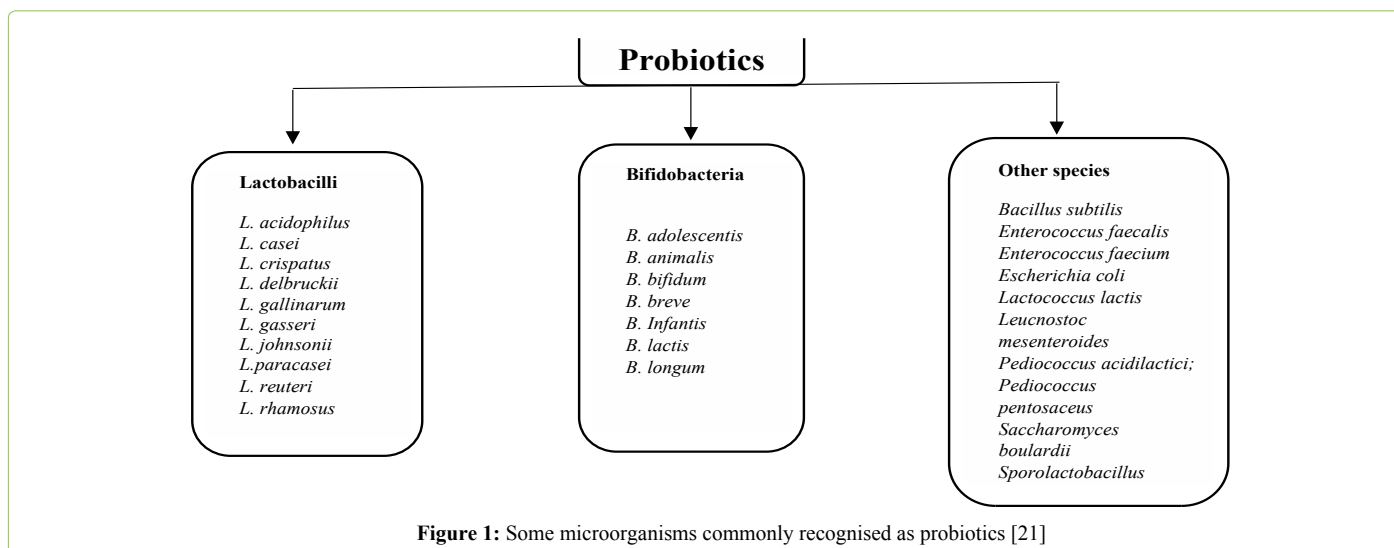 Probiotics
Lactobacilli
L. acidophilus
L. casei
L. crispatus
L. delbruckii
L. gallinarum
L. gasseri
L. johnsonii
L.paracasei
L. reuteri
L. rhamosus
Bifidobacteria
B. adolescentis
B. animalis
B. bifidum
B. breve
B. Infantis
B. lactis
B. longum
Other species
Bacillus subtilis
Enterococcus faecalis
Enterococcus faecium
Escherichia coli
Lactococcus lactis
Leucnostoc
mesenteroides
Pediococcus acidilactici;
Pediococcus
pentosaceus
Saccharomyces
boulardii
Sporolactobacillus
Figure 1: Some microorganisms commonly recognised as probiotics [21]